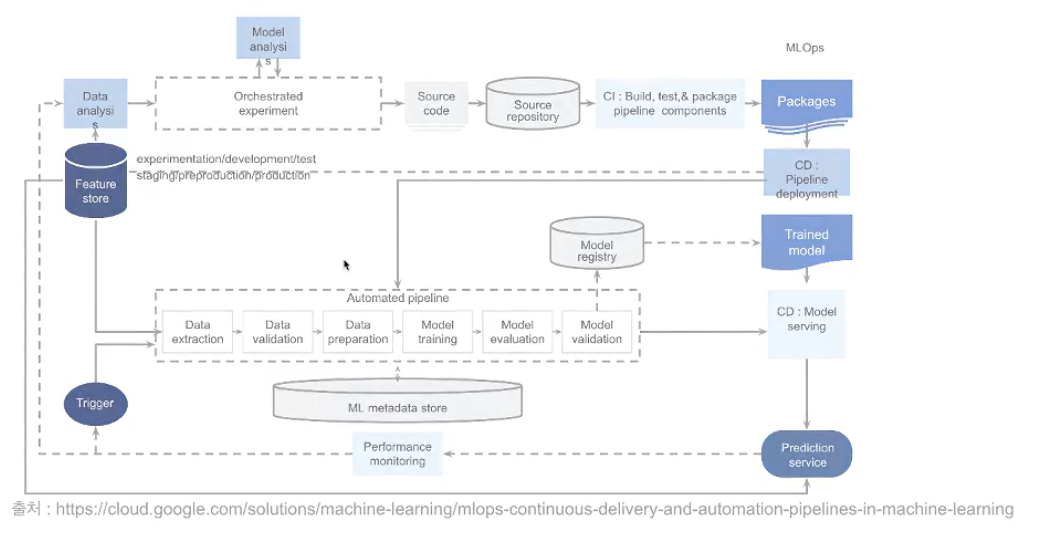 Model
analysi
s
MLOps
Data
analysi
s
Orchestrated
experiment
Source
code
Source
repository
CI : Build, test,& package
pipeline components
Packages
experimentation/development/test
staging/preproduction/production
CD :
Pipeline
deployment
Feature
store
Model
registry
Trained
model
Automated pipeline
Data
extraction
Data
validation
Data
preparation
Model
training
Model
evaluation
Model
validation
CD : Model
serving
Trigger
ML metadata store
Performance
monitoring
Prediction
service
출처 : https://cloud.google.com/solutions/machine-learning/mlops-continuous-delivery-and-automation-pipelines-in-machine-learning